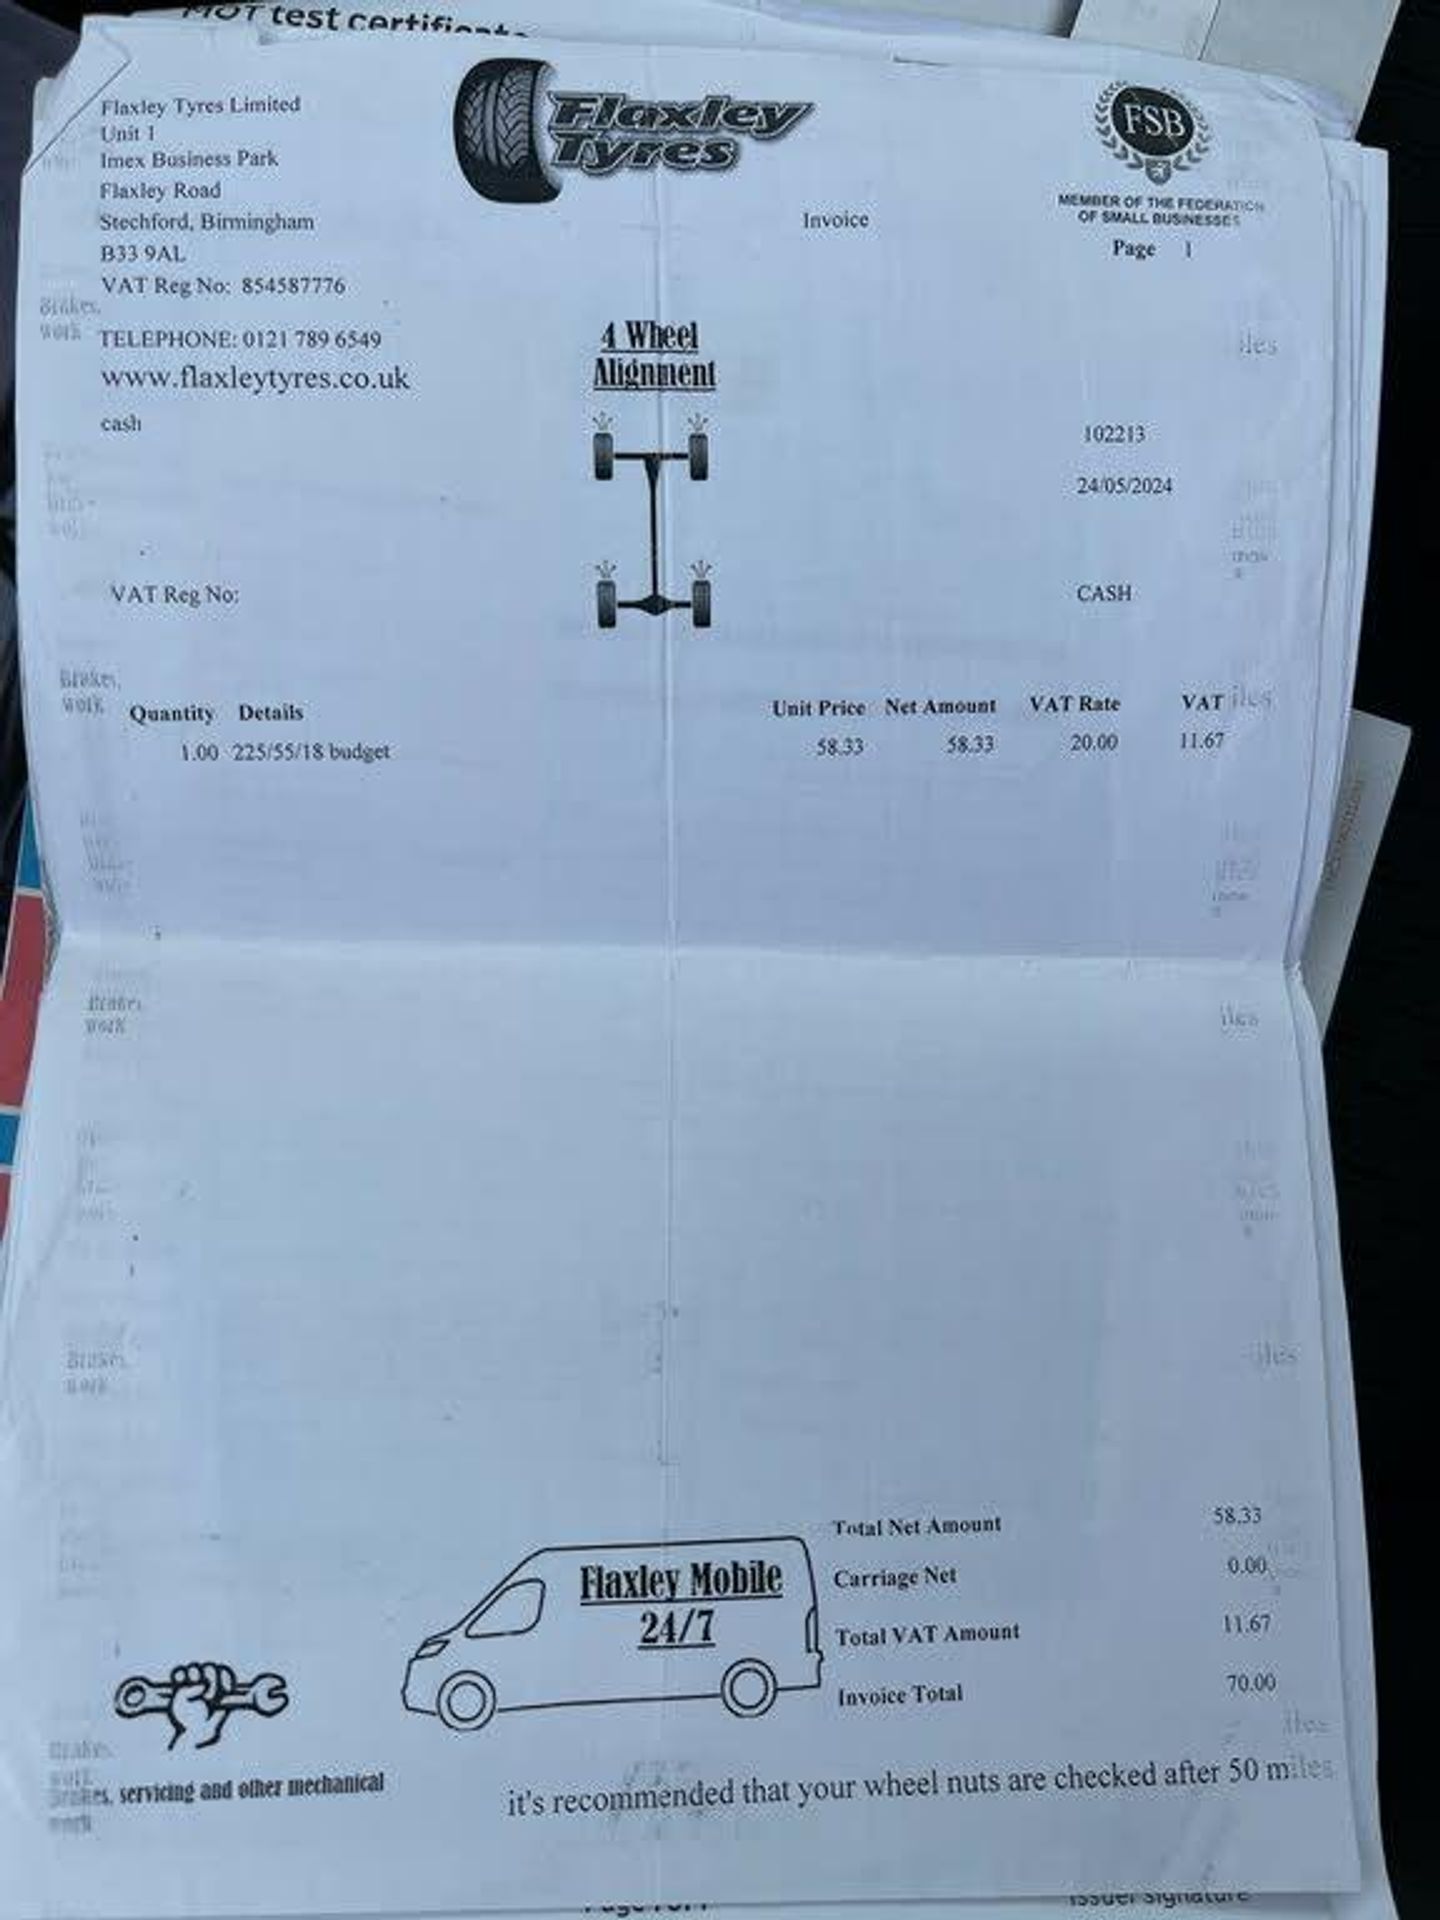 MOT test certificate
Flaxley Tyres Limited
Unit 1
Imex Business Park
Flaxley Road
Stechford, Birmingham
B33 9AL
VAT Reg No: 854587776
TELEPHONE: 0121 789 6549
www.flaxleytyres.co.uk
cash
Flaxley
Tyres
Invoice
FSB
MEMBER OF THE FEDERATION
OF SMALL BUSINESSES
Page 1
4 Wheel
Alignment
102213
24/05/2024
VAT Reg No:
CASH
Quantity Details Unit Price Net Amount VAT Rate VAT
1.00 225/55/18 budget 58.33 58.33 20.00 11.67
Brakes,
work
iles
Total Net Amount 58.33
Carriage Net 0.00
Total VAT Amount 11.67
Invoice Total 70.00
Flaxley Mobile
24/7
Brakes, servicing and other mechanical
work
it's recommended that your wheel nuts are checked after 50 miles
Issuer Signature